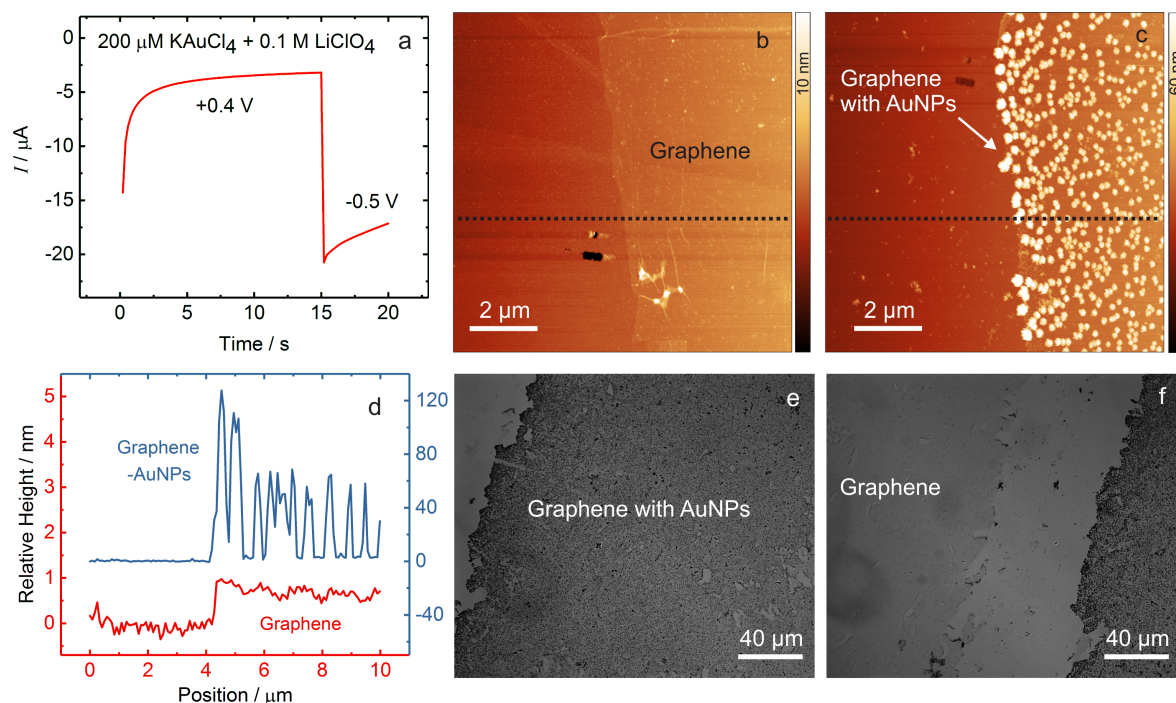 200 μM KAuCl₄ + 0.1 M LiClO₄
a
+0.4 V
-0.5 V
0
-5
-10
-15
-20
I / μA
0
5
10
15
20
Time / s
b
Graphene
2 μm
10 nm
c
Graphene
with AuNPs
2 μm
60 nm
d
Graphene
-AuNPs
Graphene
5
4
3
2
1
0
Relative Height / nm
120
80
40
0
-40
0
2
4
6
8
10
Position / μm
e
Graphene with AuNPs
40 μm
f
Graphene
40 μm